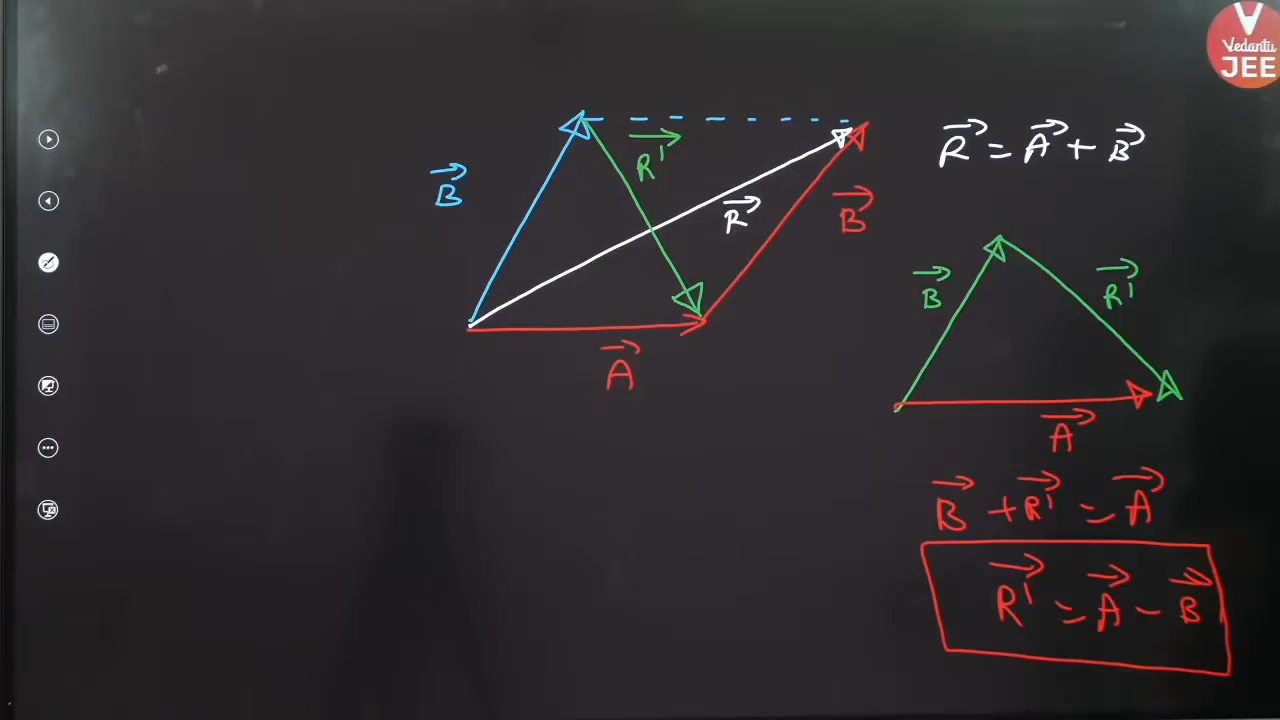 Vedantu
JEE
R⃗ = A⃗ + B⃗
R⃗'
B⃗
R⃗
B⃗
A⃗
B⃗
R⃗'
A⃗
B⃗ + R⃗' = A⃗
R⃗' = A⃗ - B⃗